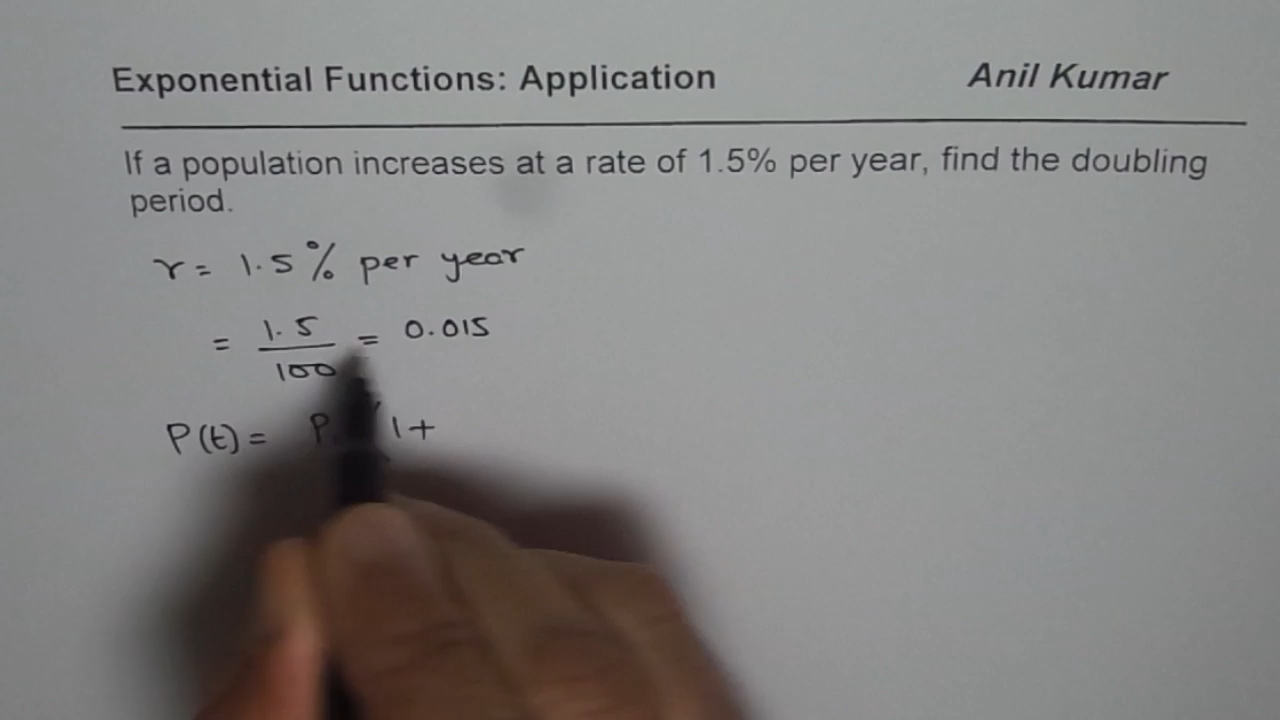 Exponential Functions: Application Anil Kumar
If a population increases at a rate of 1.5% per year, find the doubling
period.
r = 1.5% per year
= 1.5/100 = 0.015
P(t) = P (1+